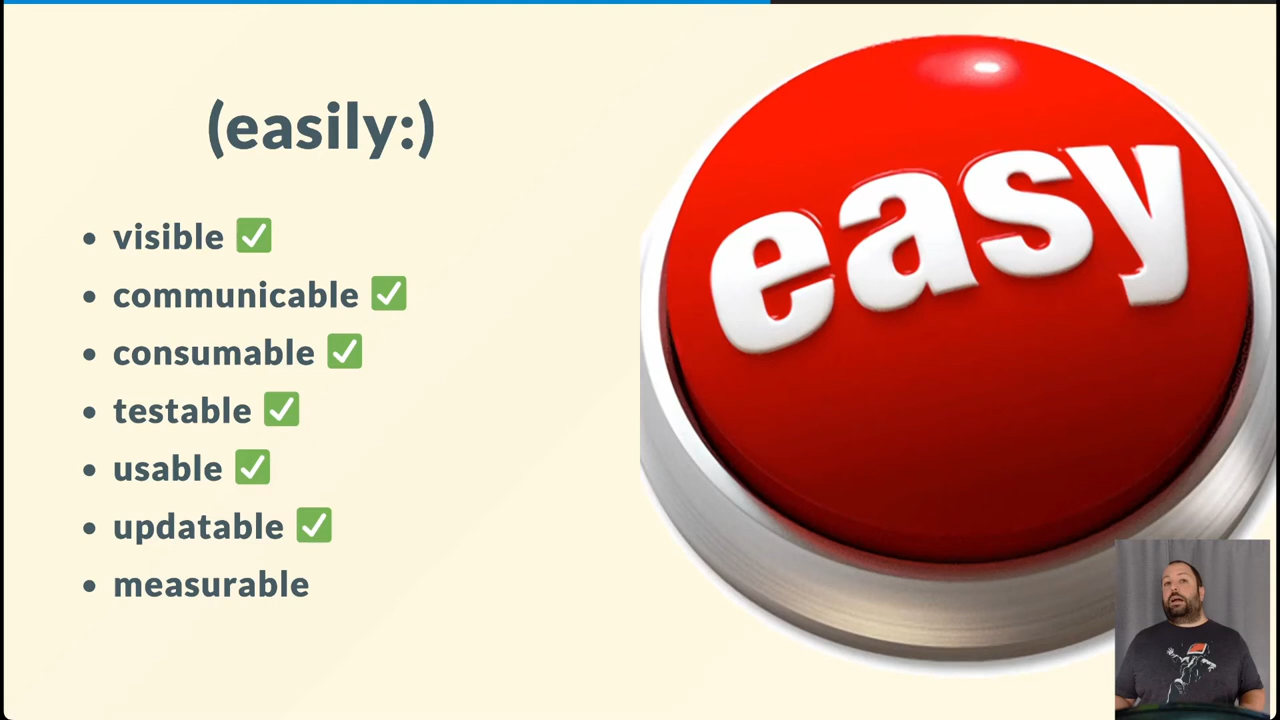 (easily:)
• visible ✅
• communicable ✅
• consumable ✅
• testable ✅
• usable ✅
• updatable ✅
• measurable
easy